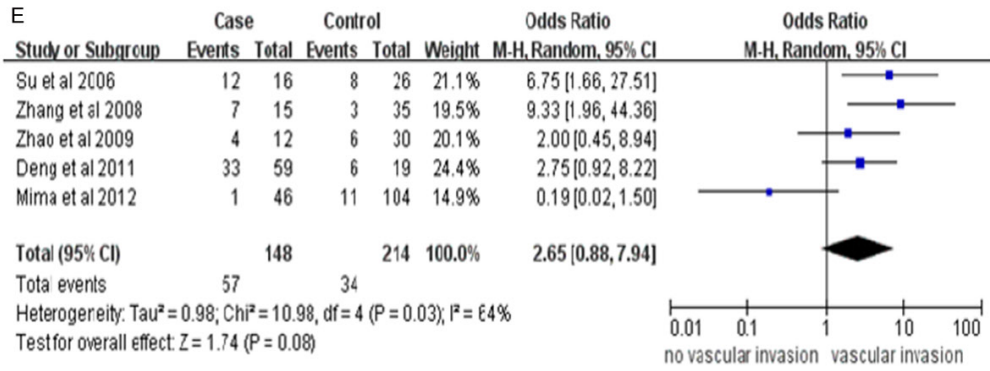 E
Case Control Odds Ratio Odds Ratio
Study or Subgroup Events Total Events Total Weight M-H, Random, 95% CI M-H, Random, 95% CI
Su et al 2006 12 16 8 26 21.1% 6.75 [1.66, 27.51]
Zhang et al 2008 7 15 3 35 19.5% 9.33 [1.96, 44.36]
Zhao et al 2009 4 12 6 30 20.1% 2.00 [0.45, 8.94]
Deng et al 2011 33 59 6 19 24.4% 2.75 [0.92, 8.22]
Mima et al 2012 1 46 11 104 14.9% 0.19 [0.02, 1.50]
Total (95% CI) 148 214 100.0% 2.65 [0.88, 7.94]
Total events 57 34
Heterogeneity: Tau² = 0.98; Chi² = 10.98, df = 4 (P = 0.03); I² = 64%
Test for overall effect: Z = 1.74 (P = 0.08)
0.01 0.1 1 10 100
no vascular invasion vascular invasion